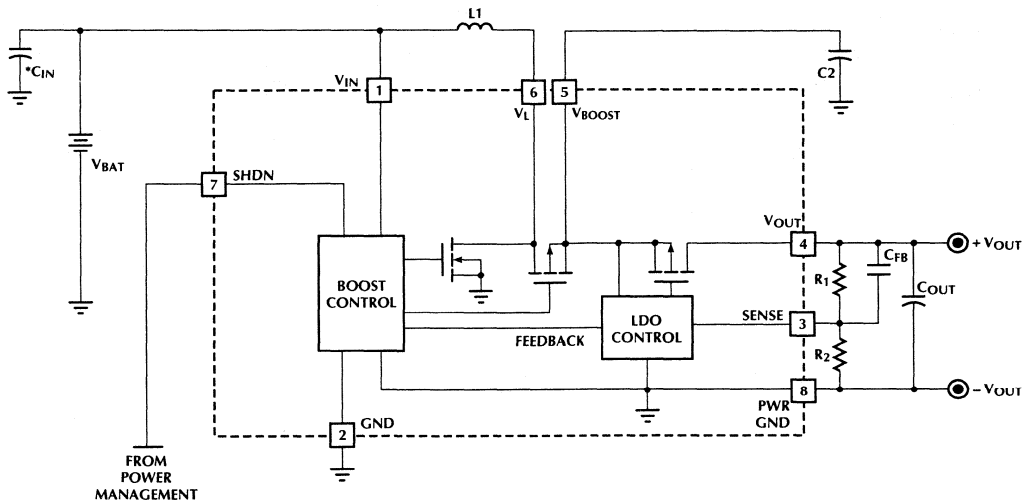 L1
*CIN
VIN
1
6
5
VL
VBOOST
C2
VBAT
7
SHDN
VOUT
4
+ VOUT
CFB
R1
COUT
BOOST
CONTROL
LDO
CONTROL
SENSE
3
FEEDBACK
R2
8
– VOUT
PWR
GND
GND
2
FROM
POWER
MANAGEMENT